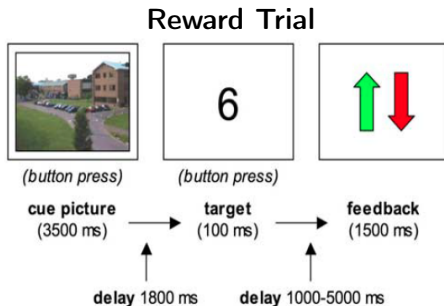 Reward Trial
6
(button press) (button press)
cue picture target feedback
(3500 ms) (100 ms) (1500 ms)
delay 1800 ms delay 1000-5000 ms